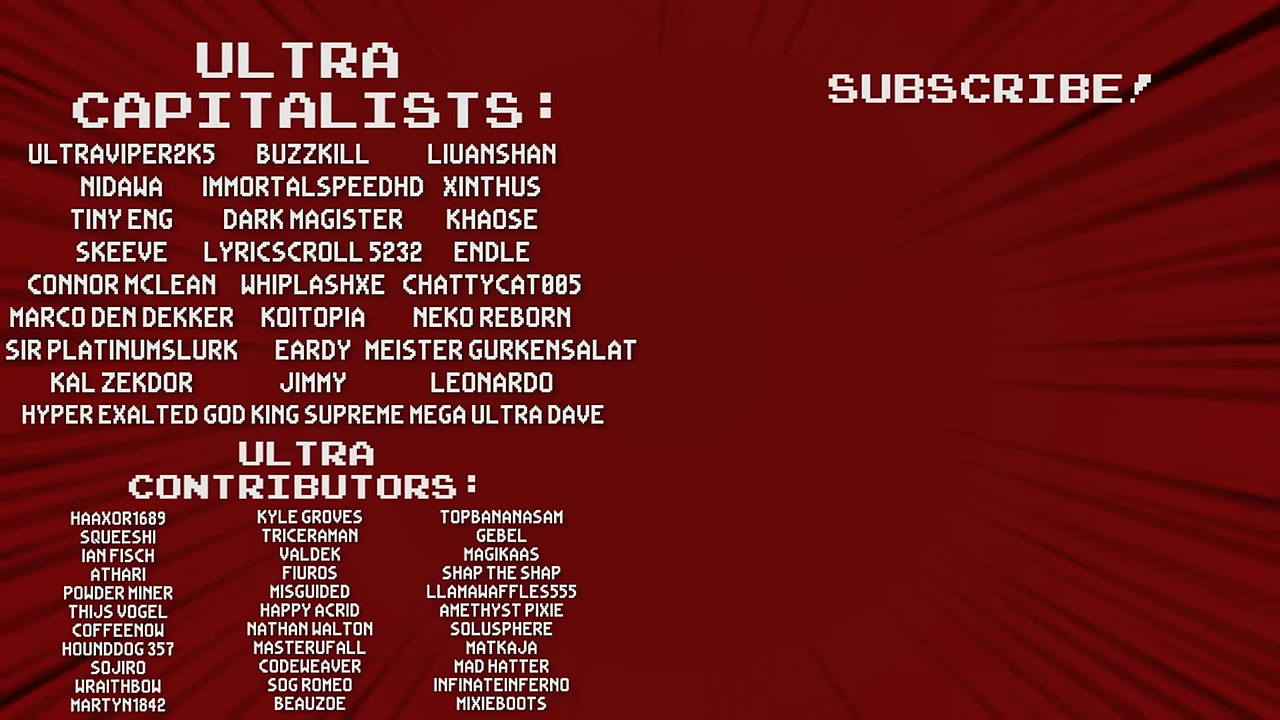 ULTRA
CAPITALISTS:
ULTRAVIPER2K5 BUZZKILL LIUANSHAN
NIDAWA IMMORTALSPEEDHD XINTHUS
TINY ENG DARK MAGISTER KHAOSE
SKEEVE LYRICSCROLL 5232 ENDLE
CONNOR MCLEAN WHIPLASHXE CHATTYCAT005
MARCO DEN DEKKER KOITOPIA NEKO REBORN
SIR PLATINUMSLURK EARDY MEISTER GURKENSALAT
KAL ZEKDOR JIMMY LEONARDO
HYPER EXALTED GOD KING SUPREME MEGA ULTRA DAVE
ULTRA
CONTRIBUTORS:
HAAXOR1689 KYLE GROVES TOPBANANASAM
SQUEESHI TRICERAMAN GEBEL
IAN FISCH VALDEK MAGIKAAS
ATHARI FIUROS SHAP THE SHAP
POWDER MINER MISGUIDED LLAMAWAFFLES555
THIJS VOGEL HAPPY ACRID AMETHYST PIXIE
COFFEENOW NATHAN WALTON SOLUSPHERE
HOUNDDOG 357 MASTERUFALL MATKAJA
SOJIRO CODEWEAVER MAD HATTER
WRAITHBOW SOG ROMEO INFINATEINFERNO
MARTYN1842 BEAUZOE MIXIEBOOTS
SUBSCRIBE!